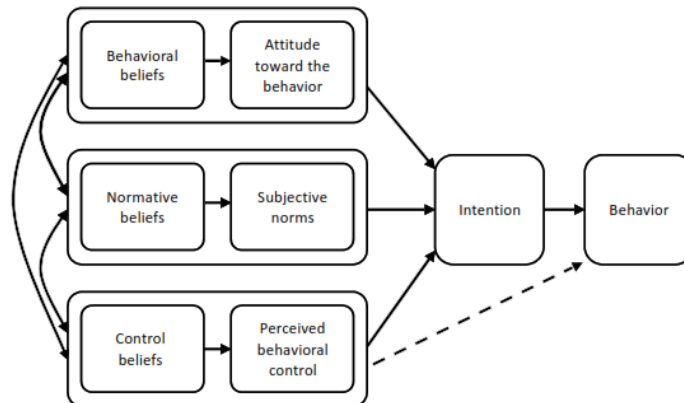 Behavioral
beliefs
Attitude
toward the
behavior
Normative
beliefs
Subjective
norms
Intention
Behavior
Control
beliefs
Perceived
behavioral
control